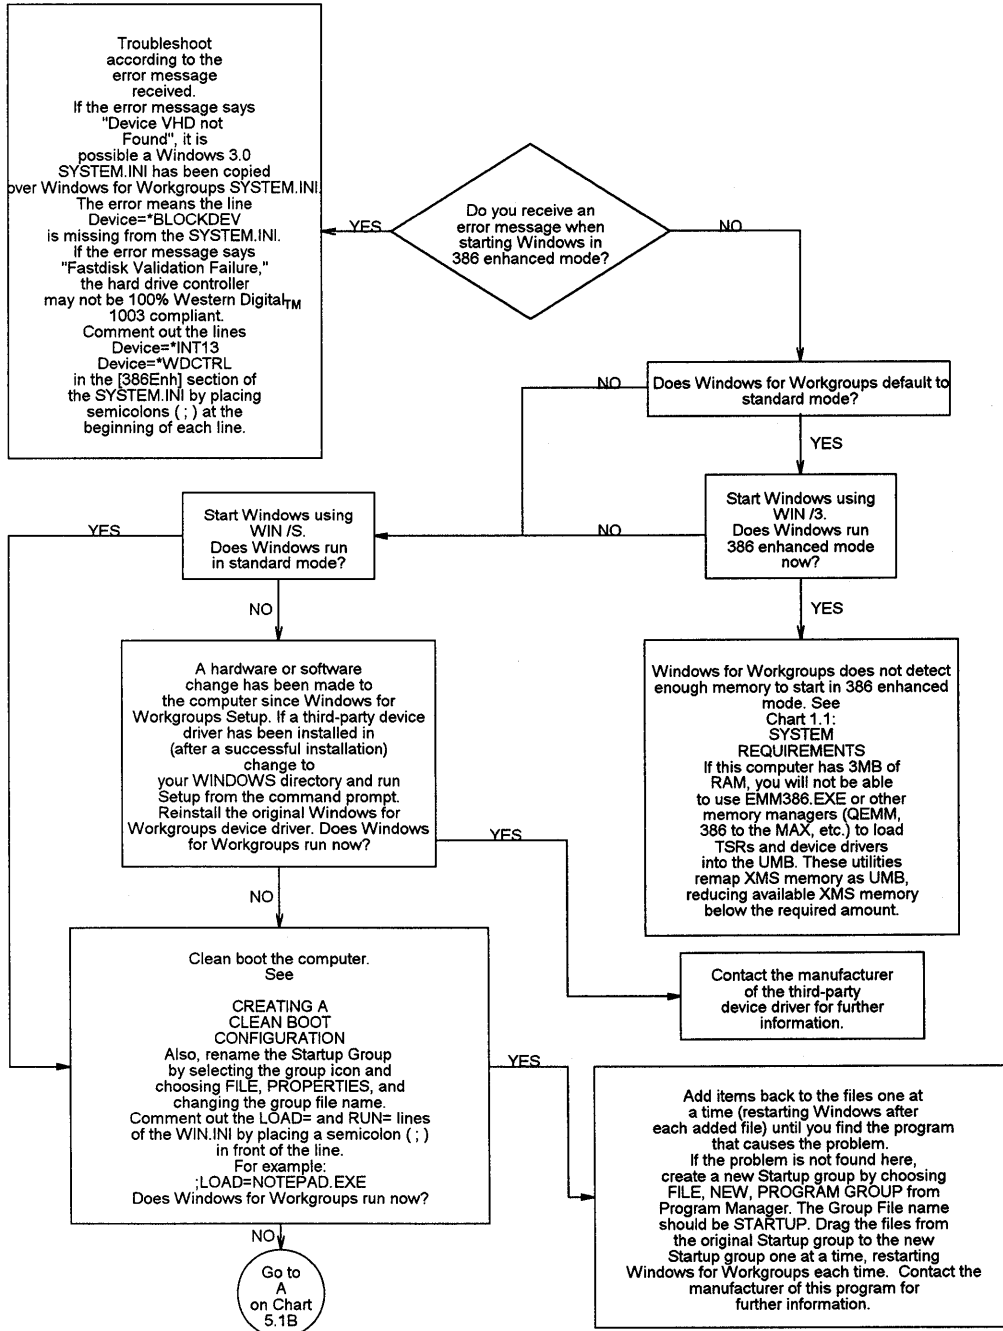 Troubleshoot
according to the
error message
received.
If the error message says
"Device VHD not
Found", it is
possible a Windows 3.0
SYSTEM.INI has been copied
over Windows for Workgroups SYSTEM.INI.
The error means the line
Device=*BLOCKDEV
is missing from the SYSTEM.INI.
If the error message says
"Fastdisk Validation Failure,"
the hard drive controller
may not be 100% Western Digital TM
1003 compliant.
Comment out the lines
Device=*INT13
Device=*WDCTRL
in the [386Enh] section of
the SYSTEM.INI by placing
semicolons ( ; ) at the
beginning of each line.
YES
Do you receive an
error message when
starting Windows in
386 enhanced mode?
NO
NO
Does Windows for Workgroups default to
standard mode?
YES
YES
Start Windows using
WIN /S.
Does Windows run
in standard mode?
NO
Start Windows using
WIN /3.
Does Windows run
386 enhanced mode
now?
NO
YES
A hardware or software
change has been made to
the computer since Windows for
Workgroups Setup. If a third-party device
driver has been installed in
(after a successful installation)
change to
your WINDOWS directory and run
Setup from the command prompt.
Reinstall the original Windows for
Workgroups device driver. Does Windows
for Workgroups run now?
YES
Windows for Workgroups does not detect
enough memory to start in 386 enhanced
mode. See
Chart 1.1:
SYSTEM
REQUIREMENTS
If this computer has 3MB of
RAM, you will not be able
to use EMM386.EXE or other
memory managers (QEMM,
386 to the MAX, etc.) to load
TSRs and device drivers
into the UMB. These utilities
remap XMS memory as UMB,
reducing available XMS memory
below the required amount.
NO
Clean boot the computer.
See
CREATING A
CLEAN BOOT
CONFIGURATION
Also, rename the Startup Group
by selecting the group icon and
choosing FILE, PROPERTIES, and
changing the group file name.
Comment out the LOAD= and RUN= lines
of the WIN.INI by placing a semicolon ( ; )
in front of the line.
For example:
;LOAD=NOTEPAD.EXE
Does Windows for Workgroups run now?
Contact the manufacturer
of the third-party
device driver for further
information.
YES
Add items back to the files one at
a time (restarting Windows after
each added file) until you find the program
that causes the problem.
If the problem is not found here,
create a new Startup group by choosing
FILE, NEW, PROGRAM GROUP from
Program Manager. The Group File name
should be STARTUP. Drag the files from
the original Startup group to the new
Startup group one at a time, restarting
Windows for Workgroups each time. Contact the
manufacturer of this program for
further information.
NO
Go to
A
on Chart
5.1B